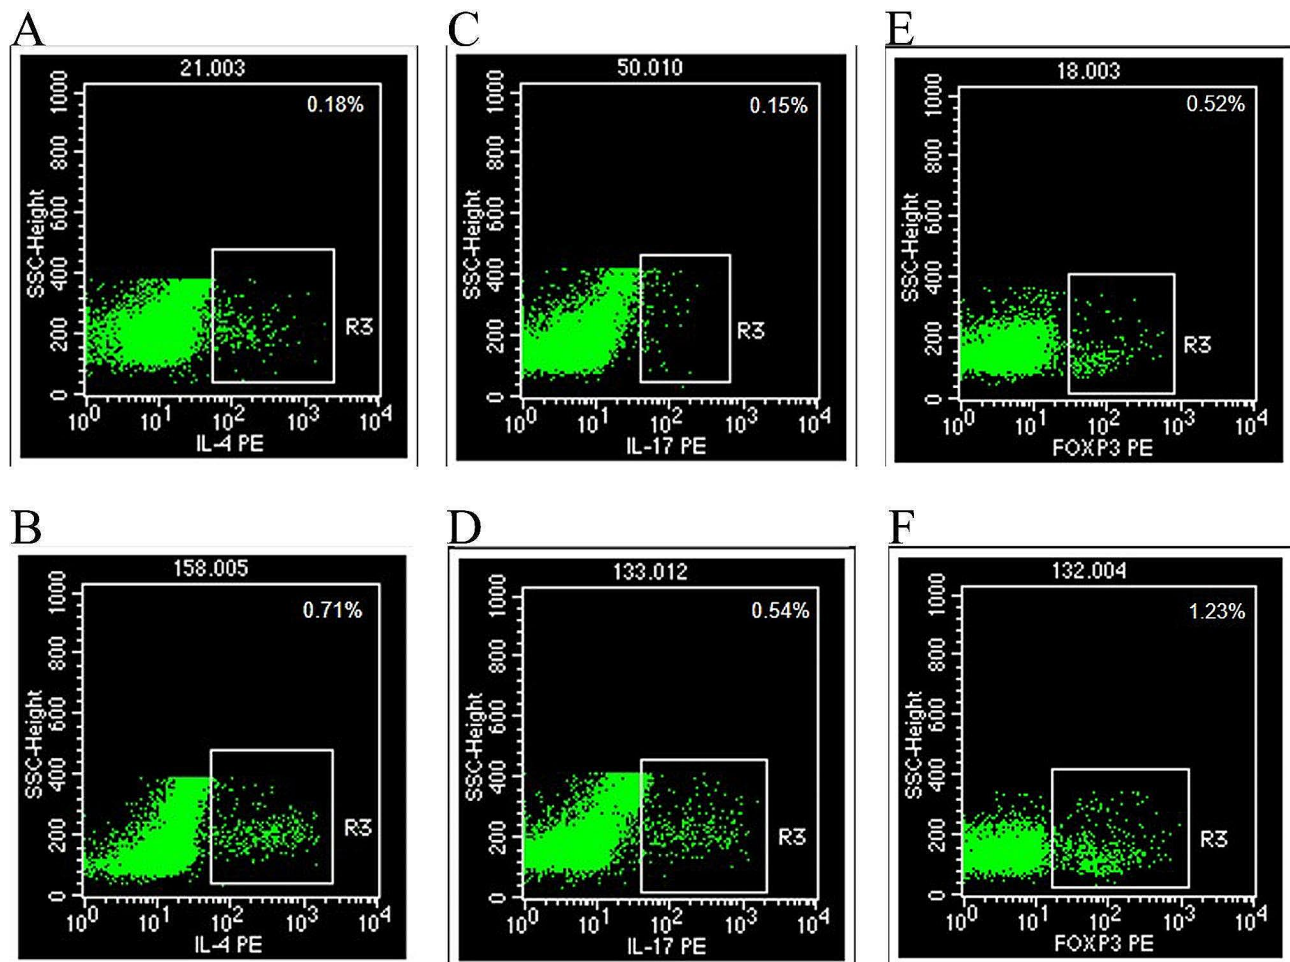 A
21.003
0.18%
SSC-Height
0 200 400 600 800 1000
R3
10^0 10^1 10^2 10^3 10^4
IL-4 PE
C
50.010
0.15%
SSC-Height
0 200 400 600 800 1000
R3
10^0 10^1 10^2 10^3 10^4
IL-17 PE
E
18.003
0.52%
SSC-Height
0 200 400 600 800 1000
R3
10^0 10^1 10^2 10^3 10^4
FOXP3 PE
B
158.005
0.71%
SSC-Height
0 200 400 600 800 1000
R3
10^0 10^1 10^2 10^3 10^4
IL-4 PE
D
133.012
0.54%
SSC-Height
0 200 400 600 800 1000
R3
10^0 10^1 10^2 10^3 10^4
IL-17 PE
F
132.004
1.23%
SSC-Height
0 200 400 600 800 1000
R3
10^0 10^1 10^2 10^3 10^4
FOXP3 PE